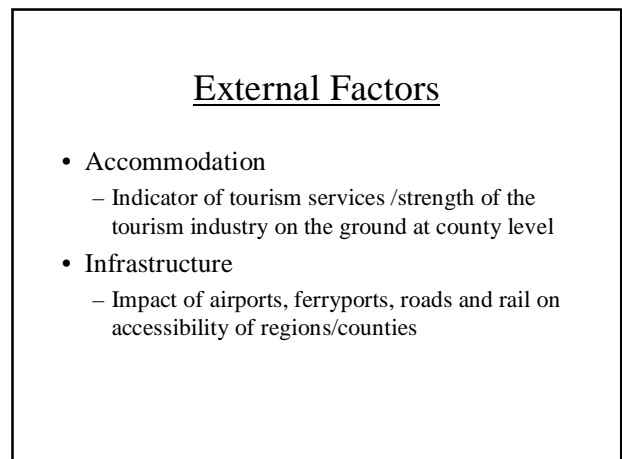 External Factors
• Accommodation
– Indicator of tourism services /strength of the
tourism industry on the ground at county level
• Infrastructure
– Impact of airports, ferryports, roads and rail on
accessibility of regions/counties